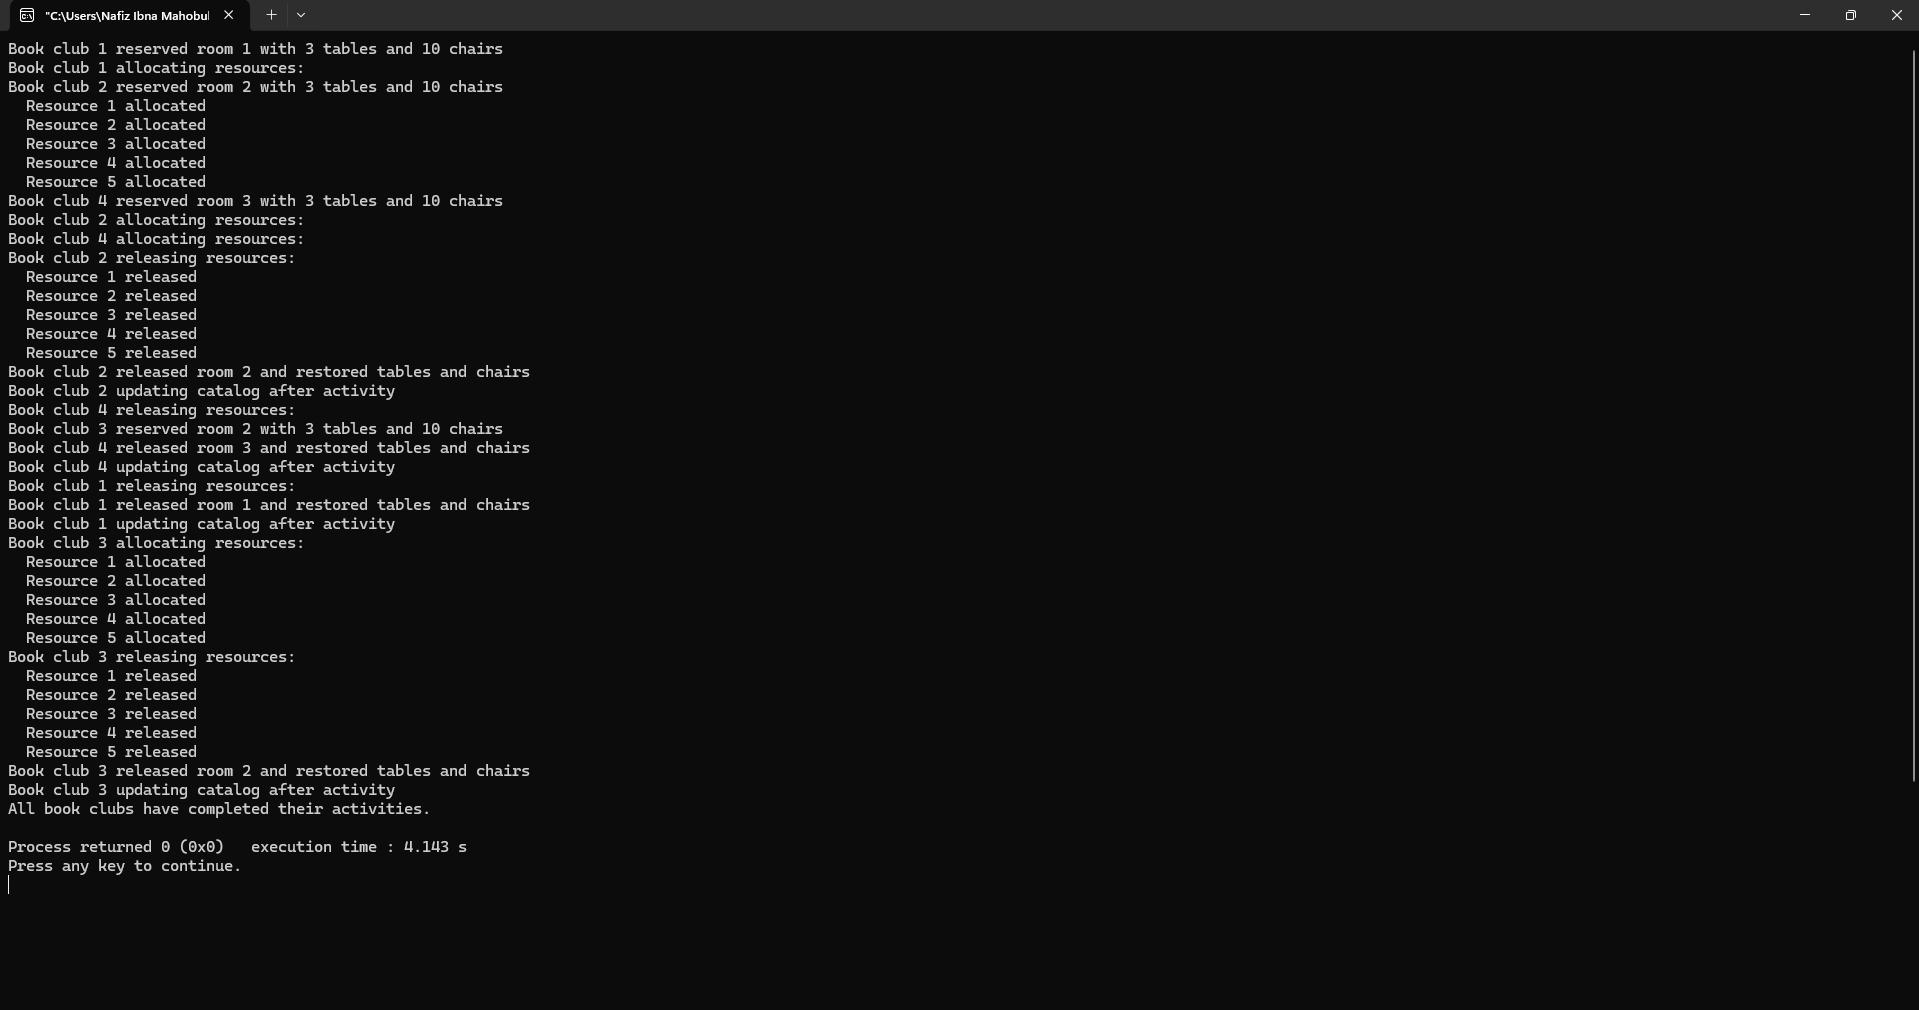 "C:\Users\Nafiz Ibna Mahobul
Book club 1 reserved room 1 with 3 tables and 10 chairs
Book club 1 allocating resources:
Book club 2 reserved room 2 with 3 tables and 10 chairs
  Resource 1 allocated
  Resource 2 allocated
  Resource 3 allocated
  Resource 4 allocated
  Resource 5 allocated
Book club 4 reserved room 3 with 3 tables and 10 chairs
Book club 2 allocating resources:
Book club 4 allocating resources:
Book club 2 releasing resources:
  Resource 1 released
  Resource 2 released
  Resource 3 released
  Resource 4 released
  Resource 5 released
Book club 2 released room 2 and restored tables and chairs
Book club 2 updating catalog after activity
Book club 4 releasing resources:
Book club 3 reserved room 2 with 3 tables and 10 chairs
Book club 4 released room 3 and restored tables and chairs
Book club 4 updating catalog after activity
Book club 1 releasing resources:
Book club 1 released room 1 and restored tables and chairs
Book club 1 updating catalog after activity
Book club 3 allocating resources:
  Resource 1 allocated
  Resource 2 allocated
  Resource 3 allocated
  Resource 4 allocated
  Resource 5 allocated
Book club 3 releasing resources:
  Resource 1 released
  Resource 2 released
  Resource 3 released
  Resource 4 released
  Resource 5 released
Book club 3 released room 2 and restored tables and chairs
Book club 3 updating catalog after activity
All book clubs have completed their activities.

Process returned 0 (0x0)   execution time : 4.143 s
Press any key to continue.